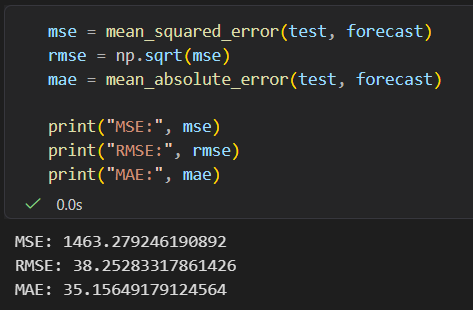 mse = mean_squared_error(test, forecast)
rmse = np.sqrt(mse)
mae = mean_absolute_error(test, forecast)
print("MSE:", mse)
print("RMSE:", rmse)
print("MAE:", mae)
0.0s
MSE: 1463.279246190892
RMSE: 38.25283317861426
MAE: 35.15649179124564